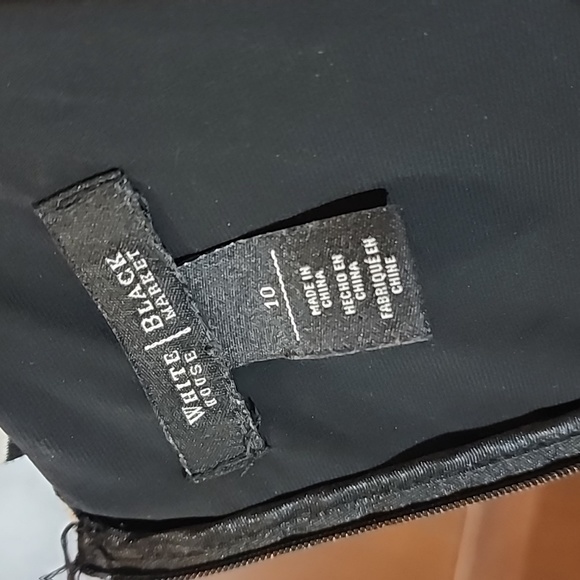 WHITE | BLACK
HOUSE | MARKET
10
MADE IN
CHINA
HECHO EN
CHINA
FABRIQUÉ EN
CHINE